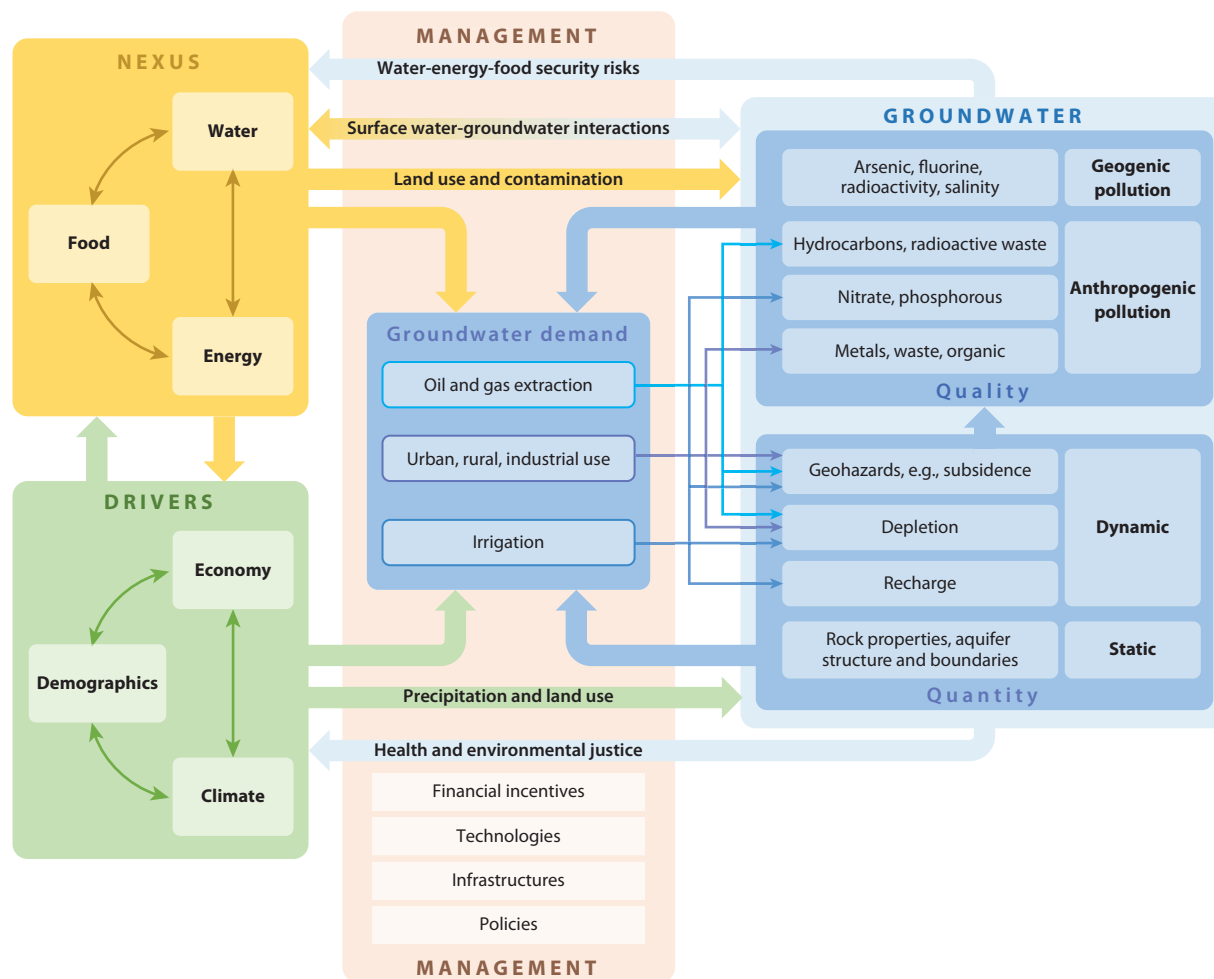 MANAGEMENT
NEXUS
Water-energy-food security risks
Water
Surface water-groundwater interactions
Land use and contamination
Food
Energy
GROUNDWATER
Arsenic, fluorine,
radioactivity, salinity
Geogenic
pollution
Hydrocarbons, radioactive waste
Nitrate, phosphorous
Anthropogenic
pollution
Metals, waste, organic
Quality
Groundwater demand
Oil and gas extraction
Urban, rural, industrial use
Irrigation
Geohazards, e.g., subsidence
Depletion
Dynamic
Recharge
Rock properties, aquifer
structure and boundaries
Static
Quantity
DRIVERS
Economy
Demographics
Climate
Precipitation and land use
Health and environmental justice
Financial incentives
Technologies
Infrastructures
Policies
MANAGEMENT